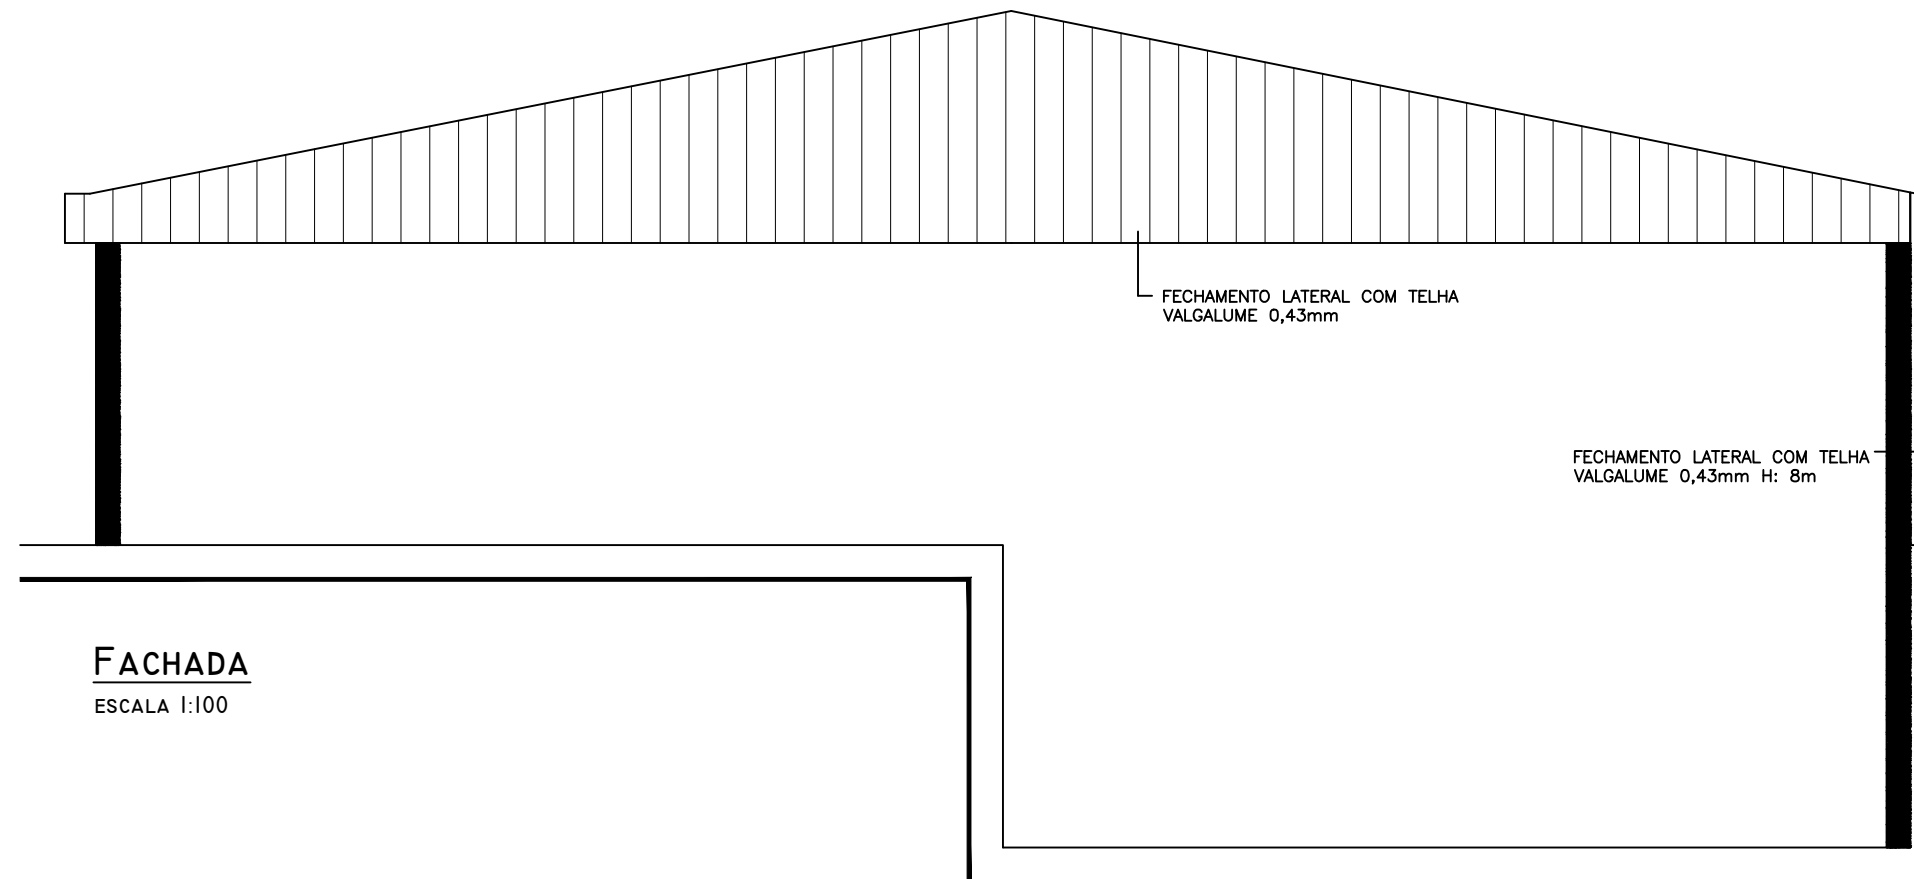 FECHAMENTO LATERAL COM TELHA
VALGALUME 0,43mm
FECHAMENTO LATERAL COM TELHA
VALGALUME 0,43mm H: 8m
FACHADA
ESCALA 1:100